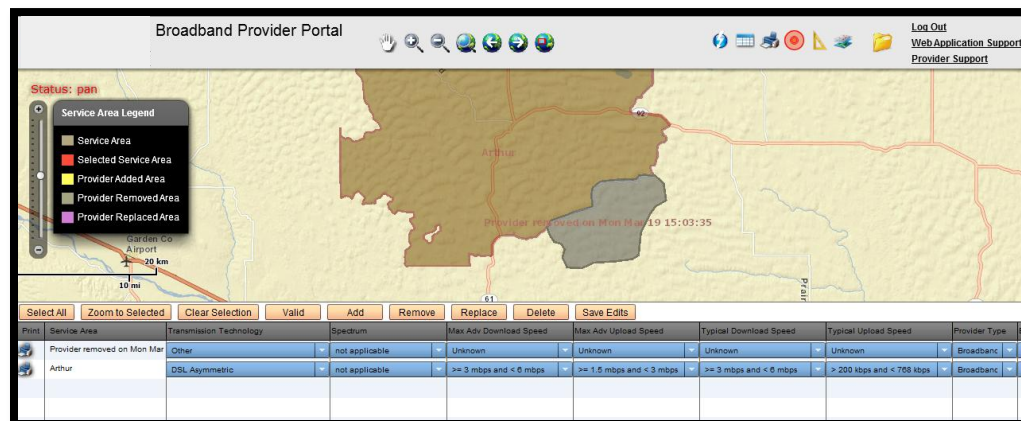 Broadband Provider Portal
Log Out
Web Application Support
Provider Support
Status: pan
Service Area Legend
Service Area
Selected Service Area
Provider Added Area
Provider Removed Area
Provider Replaced Area
92
Arthur
Provider removed on Mon Mar 19 15:03:35
Garden Co
Airport
20 km
10 mi
61
Prair
Select All Zoom to Selected Clear Selection Valid Add Remove Replace Delete Save Edits
Print Service Area Transmission Technology Spectrum Max Adv Download Speed Max Adv Upload Speed Typical Download Speed Typical Upload Speed Provider Type
Provider removed on Mon Mar Other not applicable Unknown Unknown Unknown Unknown Broadbanc
Arthur DSL Asymmetric not applicable >= 3 mbps and < 6 mbps >= 1.5 mbps and < 3 mbps >= 3 mbps and < 6 mbps > 200 kbps and < 768 kbps Broadbanc